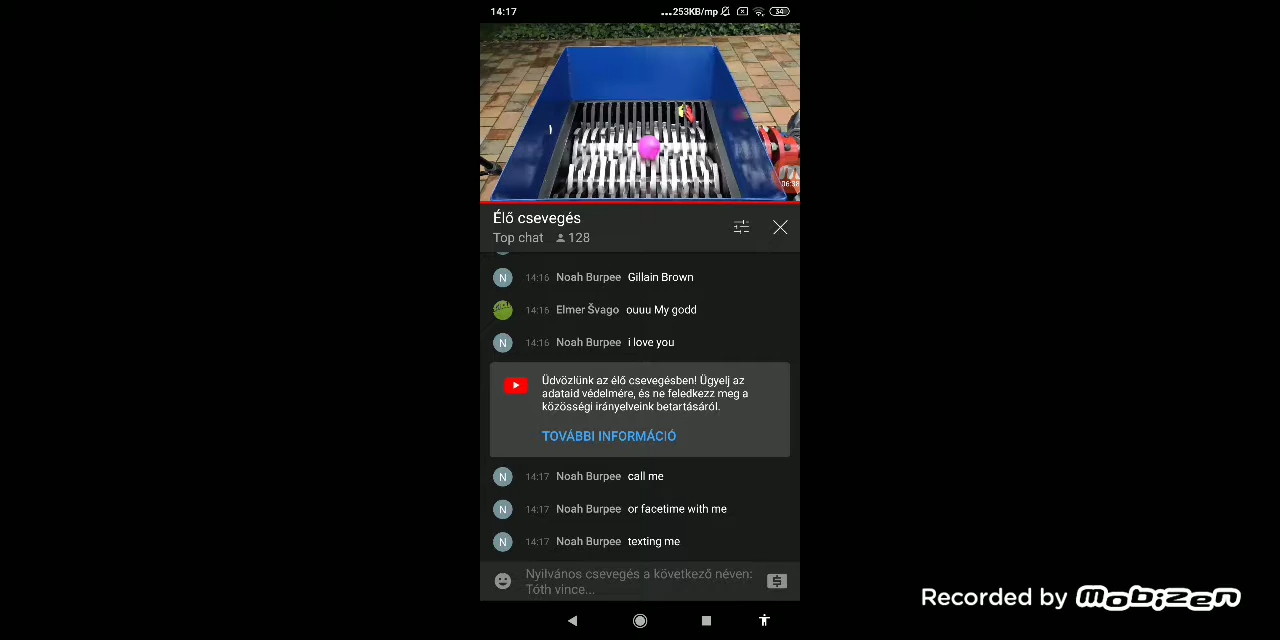 14:17
...253KB/mp
34
06:38
Élő csevegés
Top chat 128
N 14:16 Noah Burpee Gillain Brown
14:16 Elmer Švago ouuu My godd
N 14:16 Noah Burpee i love you
Üdvözlünk az élő csevegésben! Ügyelj az
adataid védelmére, és ne feledkezz meg a
közösségi irányelveink betartásáról.
TOVÁBBI INFORMÁCIÓ
N 14:17 Noah Burpee call me
N 14:17 Noah Burpee or facetime with me
N 14:17 Noah Burpee texting me
Nyilvános csevegés a következő néven:
Tóth vince...
Recorded by mobizen